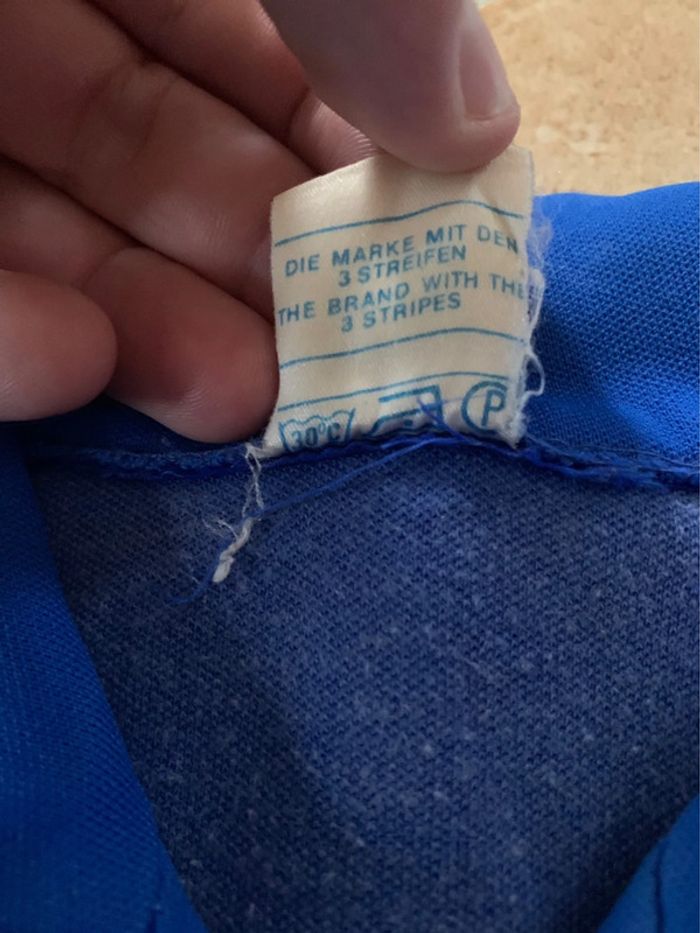 DIE MARKE MIT DEN
3 STREIFEN
THE BRAND WITH THE
3 STRIPES
30°C P